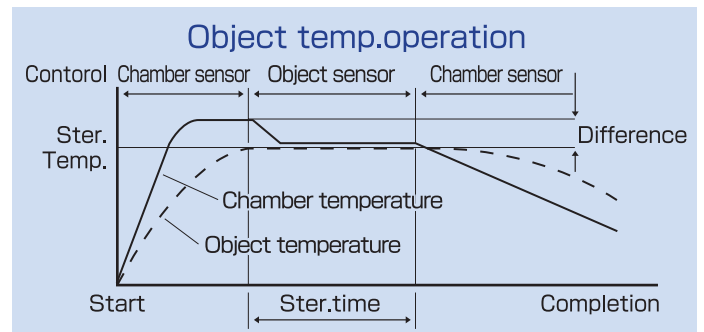 Object temp.operation
Contorol Chamber sensor Object sensor Chamber sensor
Ster.
Temp.
Difference
Chamber temperature
Object temperature
Start Ster.time Completion